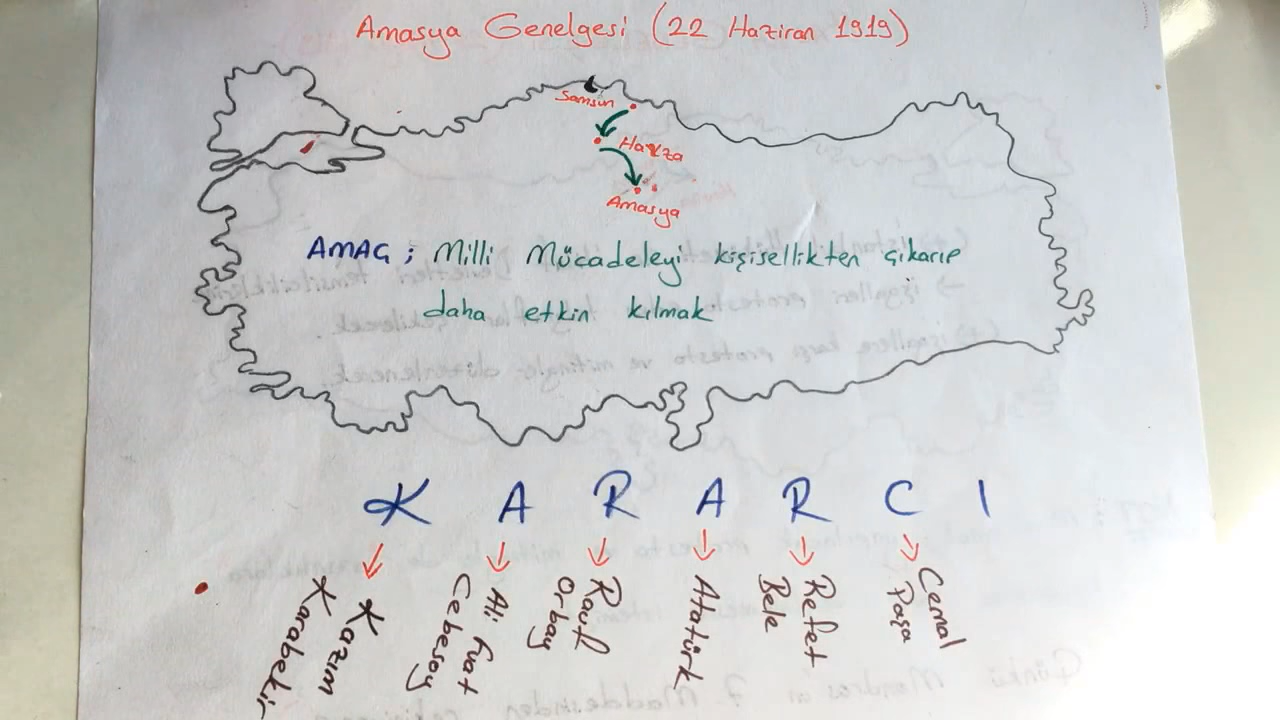 Amasya Genelgesi (22 Haziran 1919)
Samsun
Havza
Amasya
AMAÇ ; Milli Mücadeleyi kişisellikten çıkarıp
daha etkin kılmak
K A R A R C I
Kazım
Karabekir
Ali Fuat
Cebesoy
Rauf
Orbay
Atatürk
Refet
Bele
Cemal
Paşa